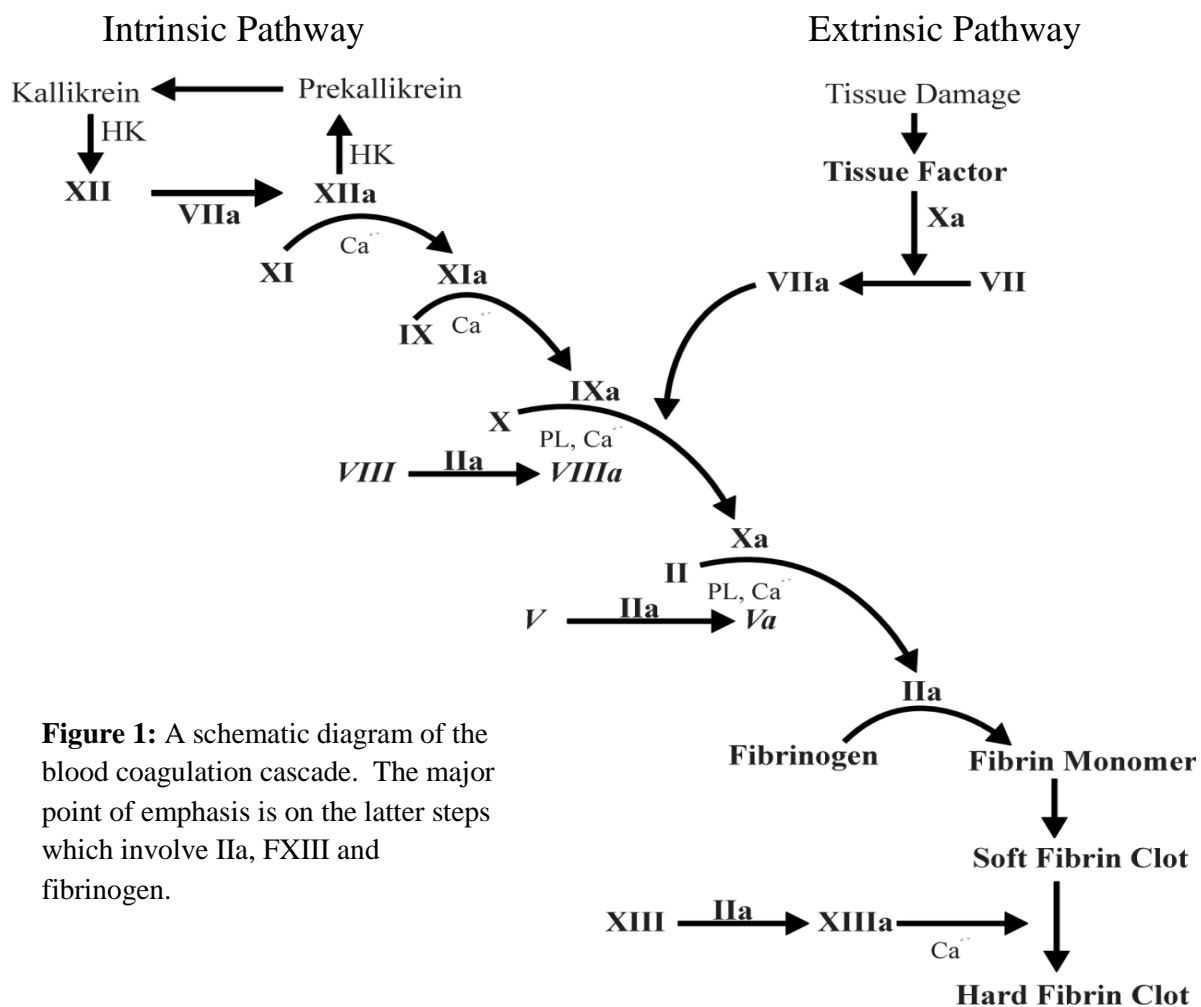 Intrinsic Pathway
Extrinsic Pathway
Kallikrein
Prekallikrein
HK
HK
XII
VIIa
XIIa
XI
Ca⁺⁺
XIa
IX
Ca⁺⁺
IXa
X
PL, Ca⁺⁺
VIII
IIa
VIIIa
Tissue Damage
Tissue Factor
Xa
VIIa
VII
Xa
II
PL, Ca⁺⁺
V
IIa
Va
IIa
Fibrinogen
Fibrin Monomer
Soft Fibrin Clot
XIII
IIa
XIIIa
Ca⁺⁺
Hard Fibrin Clot
Figure 1: A schematic diagram of the
blood coagulation cascade. The major
point of emphasis is on the latter steps
which involve IIa, FXIII and
fibrinogen.